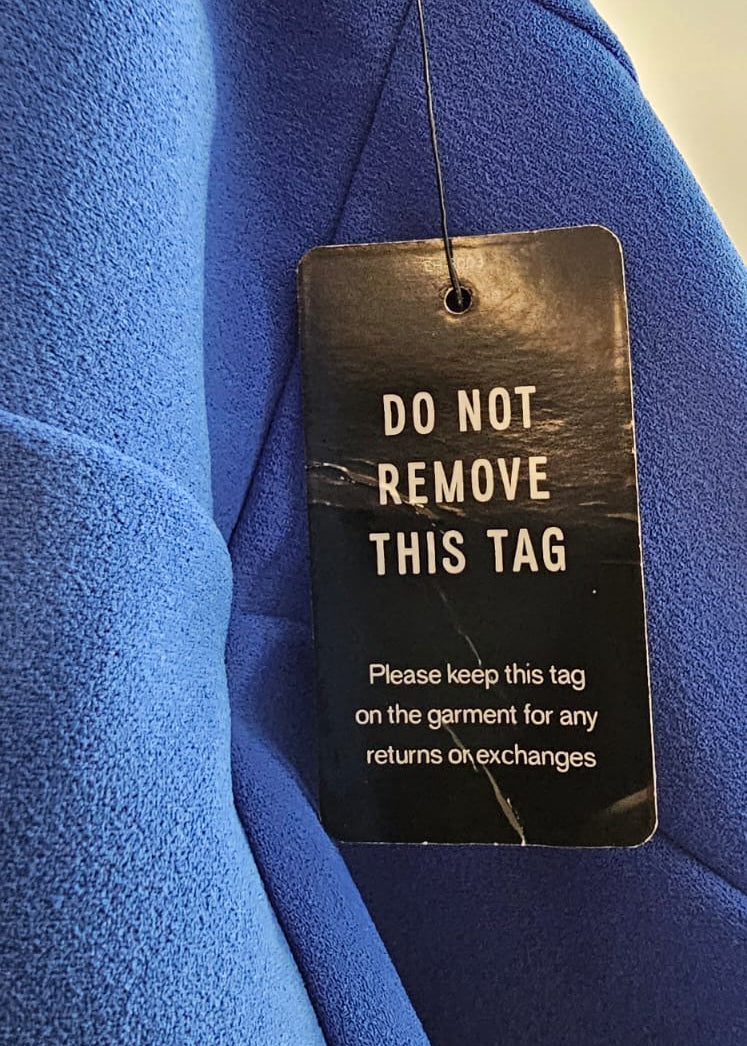 DO NOT
REMOVE
THIS TAG
Please keep this tag
on the garment for any
returns or exchanges